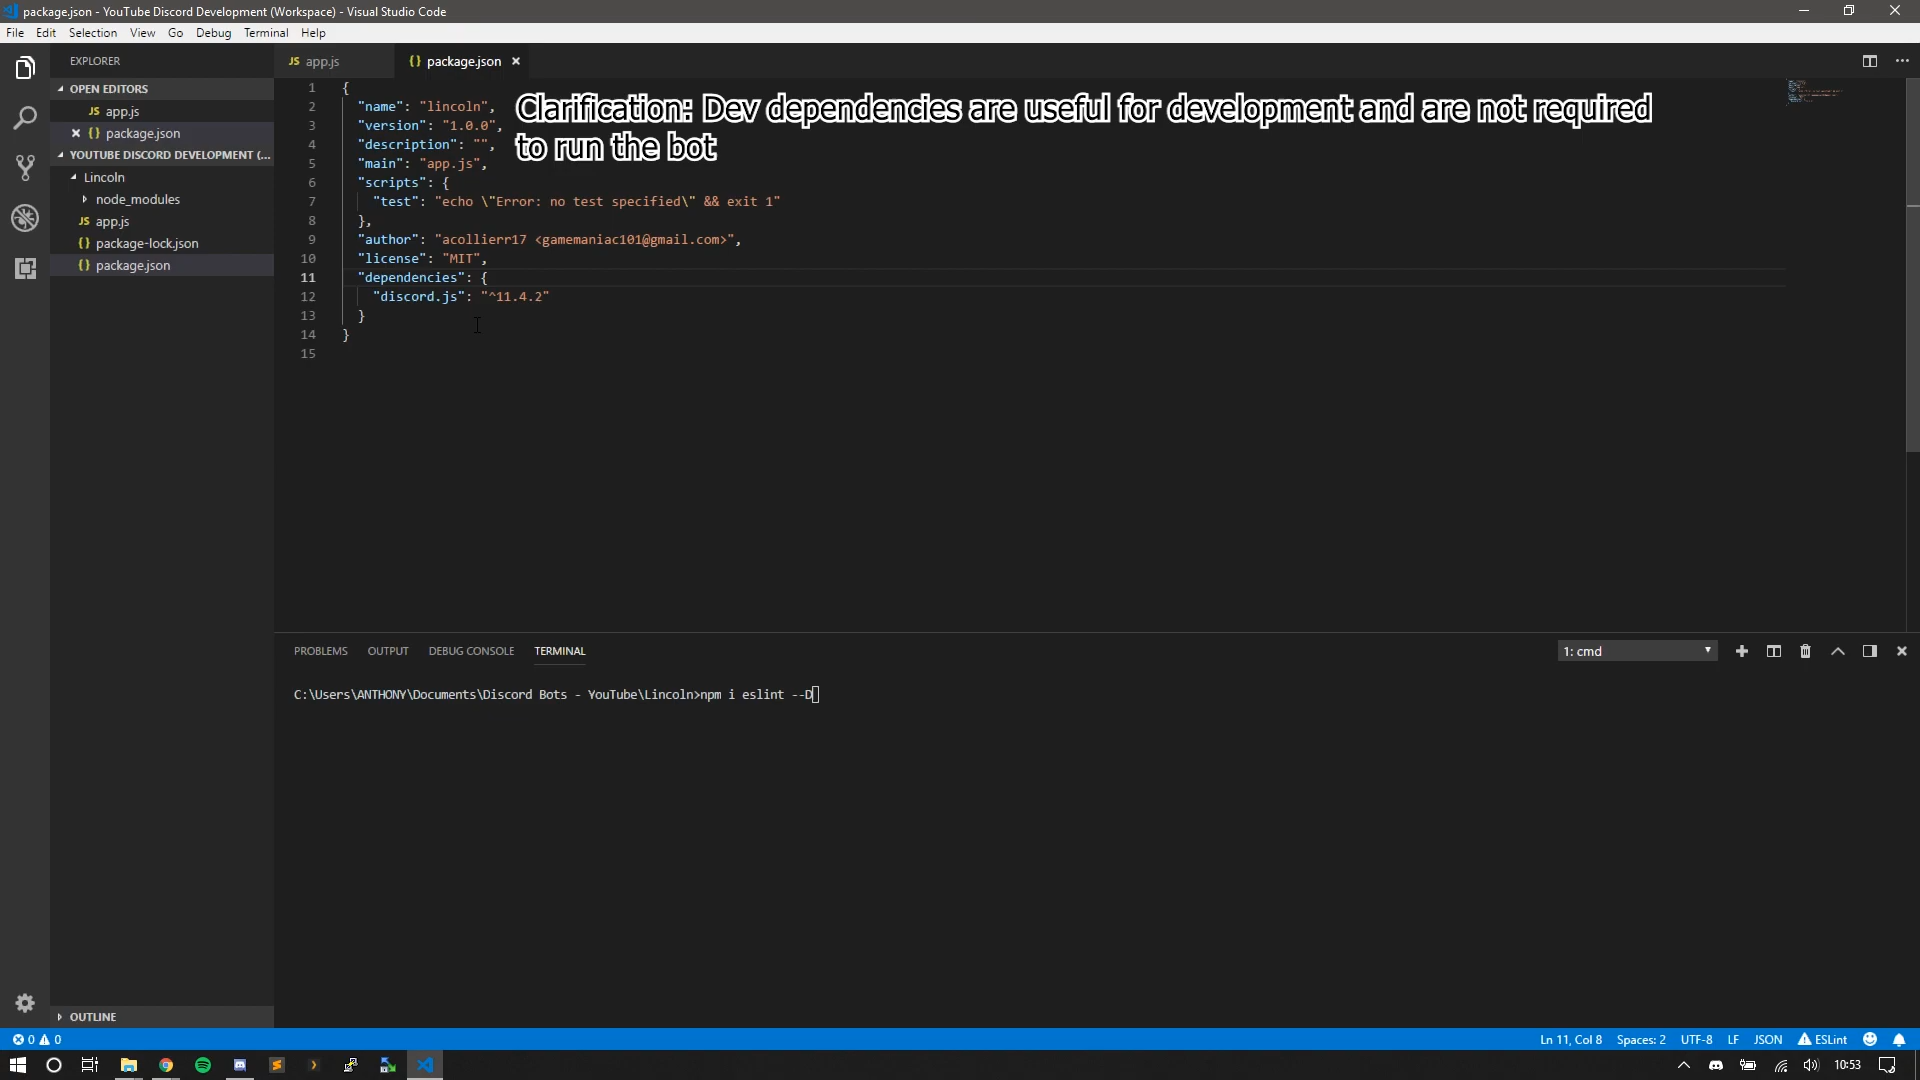 package.json - YouTube Discord Development (Workspace) - Visual Studio Code
File Edit Selection View Go Debug Terminal Help
EXPLORER
OPEN EDITORS
JS app.js
{} package.json
YOUTUBE DISCORD DEVELOPMENT (...
Lincoln
node_modules
JS app.js
{} package-lock.json
{} package.json
OUTLINE
JS app.js {} package.json
1 {
2 "name": "lincoln",
3 "version": "1.0.0",
4 "description": "",
5 "main": "app.js",
6 "scripts": {
7 "test": "echo \"Error: no test specified\" && exit 1"
8 },
9 "author": "acollierr17 <gamemaniac101@gmail.com>",
10 "license": "MIT",
11 "dependencies": {
12 "discord.js": "^11.4.2"
13 }
14 }
15
Clarification: Dev dependencies are useful for development and are not required
to run the bot
PROBLEMS OUTPUT DEBUG CONSOLE TERMINAL 1: cmd
C:\Users\ANTHONY\Documents\Discord Bots - YouTube\Lincoln>npm i eslint --D
0 0 Ln 11, Col 8 Spaces: 2 UTF-8 LF JSON ESLint
10:53